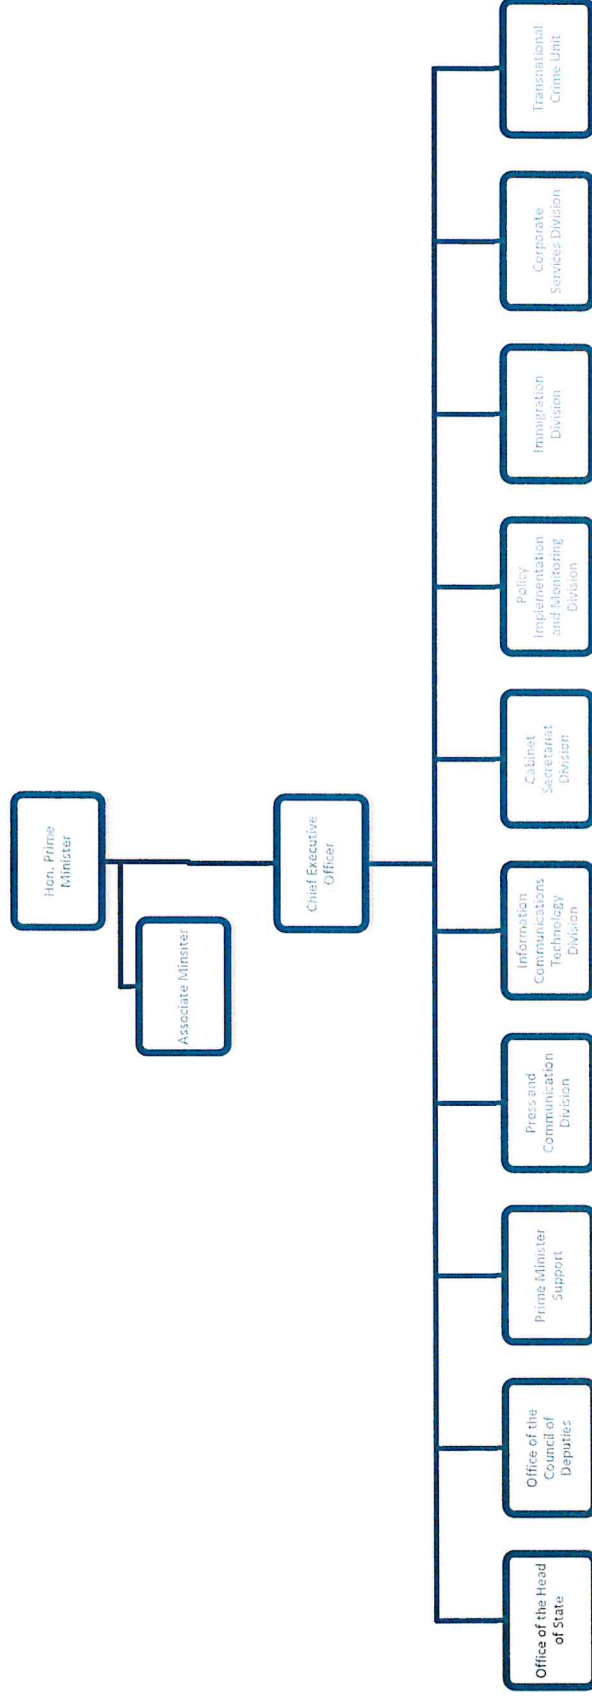 Hon. Prime
Minister
Associate Minsiter
Chief Executive
Officer
Office of the Head
of State
Office of the
Council of
Deputies
Prime Minister
Support
Press and
Communication
Division
Information
Communications
Technology
Division
Cabinet
Secretariat
Division
Policy
Implementation
and Monitoring
Division
Immigration
Division
Corporate
Services Division
Transnational
Crime Unit